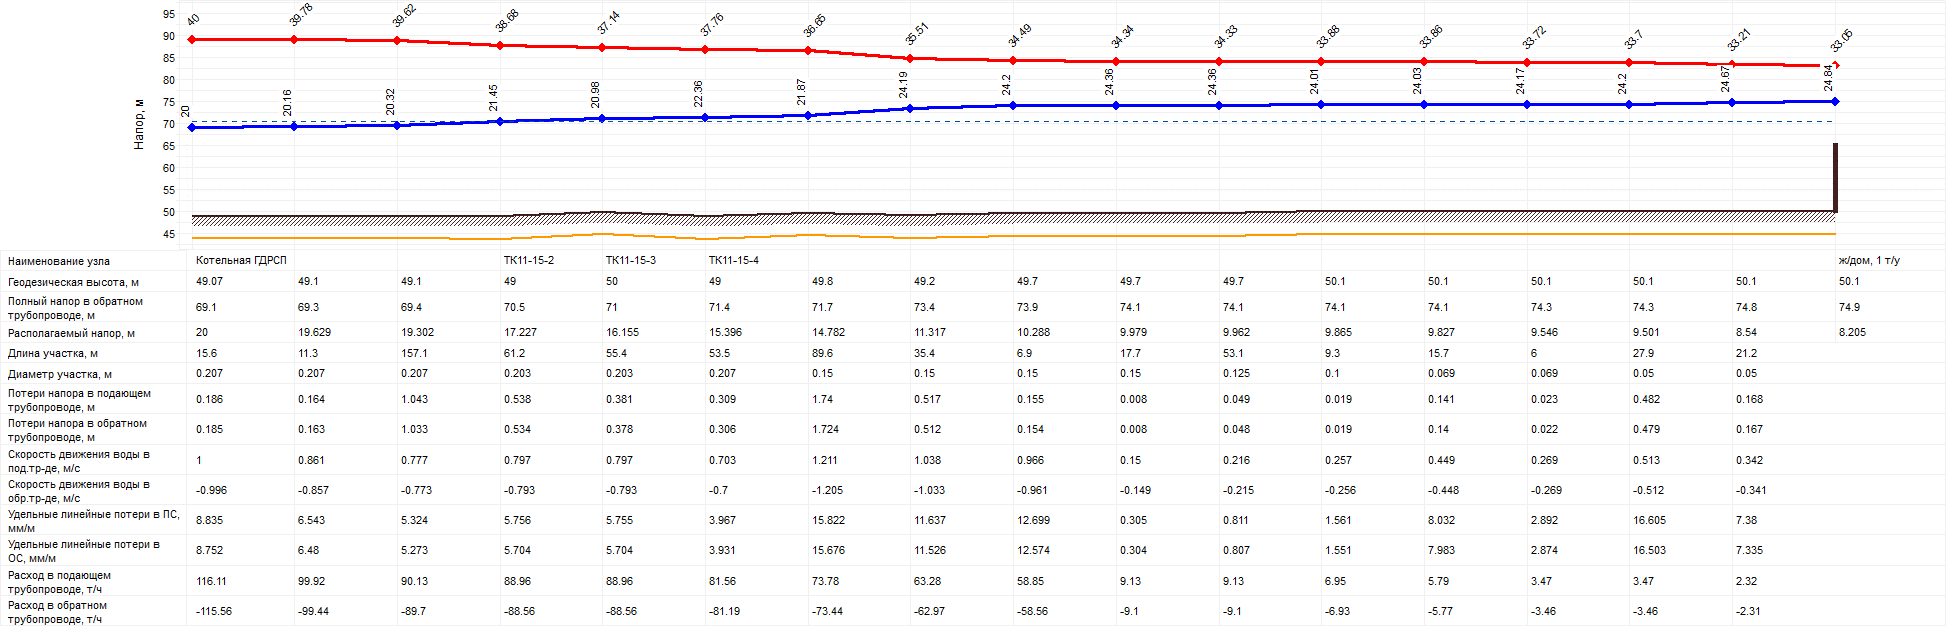 40 39.78 39.62 38.68 37.14 37.76 36.65 35.51 34.49 34.34 34.33 33.88 33.86 33.72 33.7 33.21 33.05
20 20.16 20.32 21.45 20.98 22.36 21.87 24.19 24.2 24.36 24.36 24.01 24.03 24.17 24.2 24.67 24.84
Напор, м
95
90
85
80
75
70
65
60
55
50
45
Наименование узла Котельная ГДРСП ТК11-15-2 ТК11-15-3 ТК11-15-4 ж/дом, 1 т/у
Геодезическая высота, м 49.07 49.1 49.1 49 50 49 49.8 49.2 49.7 49.7 49.7 50.1 50.1 50.1 50.1 50.1 50.1
Полный напор в обратном
трубопроводе, м 69.1 69.3 69.4 70.5 71 71.4 71.7 73.4 73.9 74.1 74.1 74.1 74.1 74.3 74.3 74.8 74.9
Располагаемый напор, м 20 19.629 19.302 17.227 16.155 15.396 14.782 11.317 10.288 9.979 9.962 9.865 9.827 9.546 9.501 8.54 8.205
Длина участка, м 15.6 11.3 157.1 61.2 55.4 53.5 89.6 35.4 6.9 17.7 53.1 9.3 15.7 6 27.9 21.2
Диаметр участка, м 0.207 0.207 0.207 0.203 0.203 0.207 0.15 0.15 0.15 0.15 0.125 0.1 0.069 0.069 0.05 0.05
Потери напора в подающем
трубопроводе, м 0.186 0.164 1.043 0.538 0.381 0.309 1.74 0.517 0.155 0.008 0.049 0.019 0.141 0.023 0.482 0.168
Потери напора в обратном
трубопроводе, м 0.185 0.163 1.033 0.534 0.378 0.306 1.724 0.512 0.154 0.008 0.048 0.019 0.14 0.022 0.479 0.167
Скорость движения воды в
под.тр-де, м/с 1 0.861 0.777 0.797 0.797 0.703 1.211 1.038 0.966 0.15 0.216 0.257 0.449 0.269 0.513 0.342
Скорость движения воды в
обр.тр-де, м/с -0.996 -0.857 -0.773 -0.793 -0.793 -0.7 -1.205 -1.033 -0.961 -0.149 -0.215 -0.256 -0.448 -0.269 -0.512 -0.341
Удельные линейные потери в ПС,
мм/м 8.835 6.543 5.324 5.756 5.755 3.967 15.822 11.637 12.699 0.305 0.811 1.561 8.032 2.892 16.605 7.38
Удельные линейные потери в
ОС, мм/м 8.752 6.48 5.273 5.704 5.704 3.931 15.676 11.526 12.574 0.304 0.807 1.551 7.983 2.874 16.503 7.335
Расход в подающем
трубопроводе, т/ч 116.11 99.92 90.13 88.96 88.96 81.56 73.78 63.28 58.85 9.13 9.13 6.95 5.79 3.47 3.47 2.32
Расход в обратном
трубопроводе, т/ч -115.56 -99.44 -89.7 -88.56 -88.56 -81.19 -73.44 -62.97 -58.56 -9.1 -9.1 -6.93 -5.77 -3.46 -3.46 -2.31